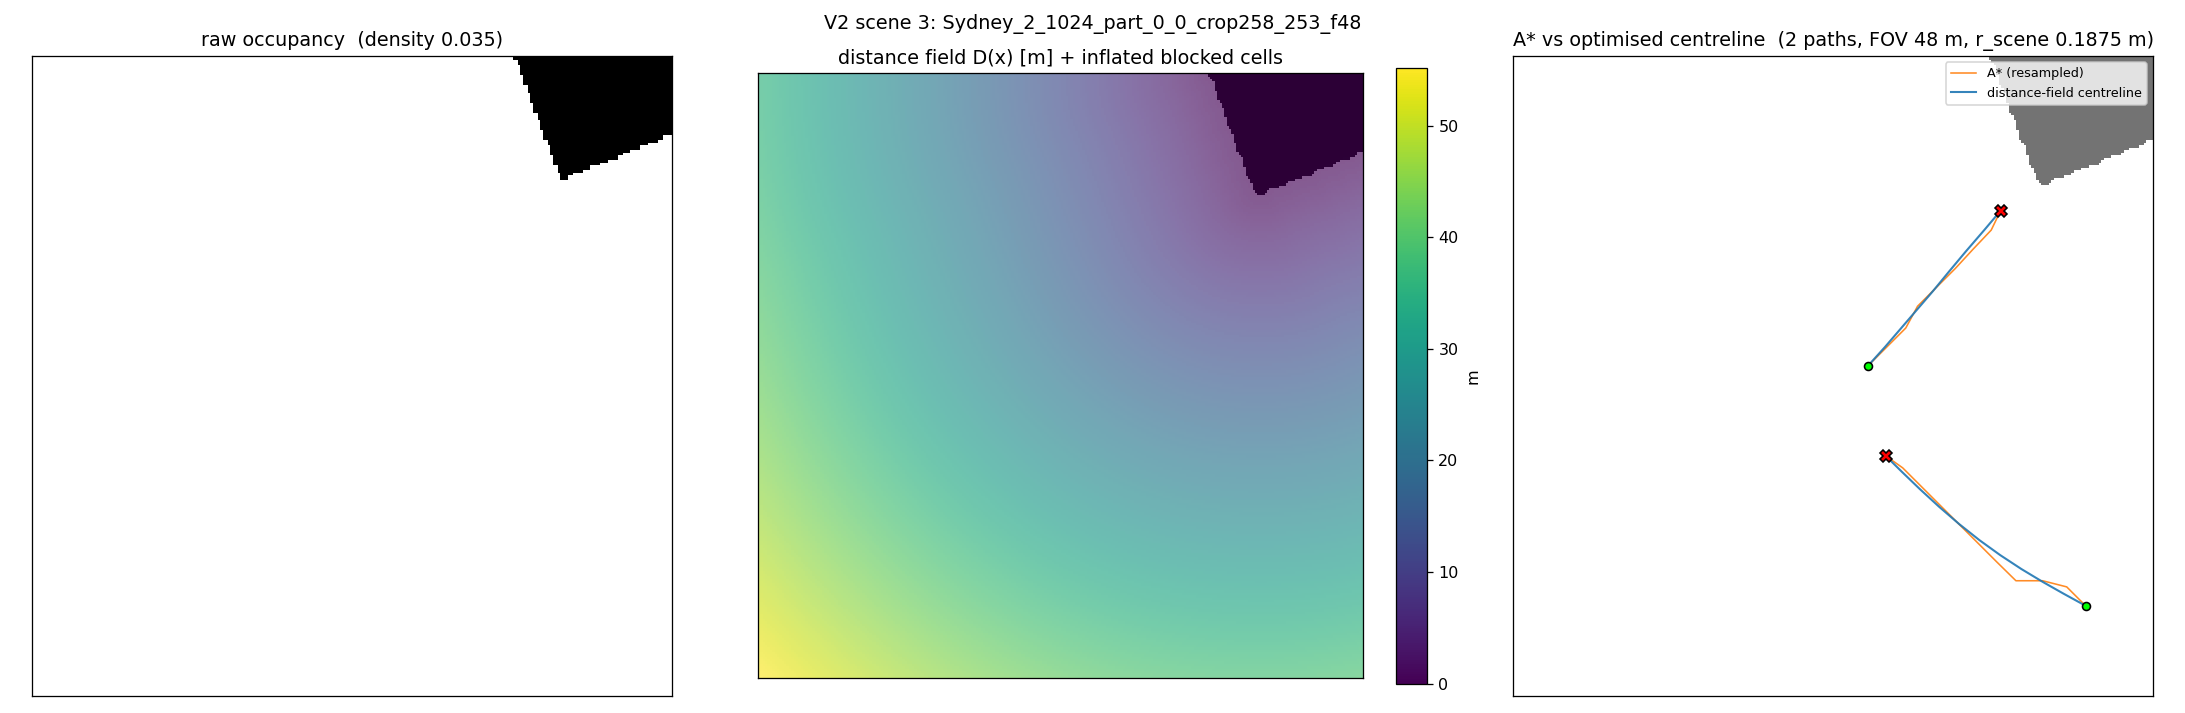 V2 scene 3: Sydney_2_1024_part_0_0_crop258_253_f48
raw occupancy  (density 0.035)
distance field D(x) [m] + inflated blocked cells
50
40
30
20
10
0
m
A* vs optimised centreline  (2 paths, FOV 48 m, r_scene 0.1875 m)
A* (resampled)
distance-field centreline